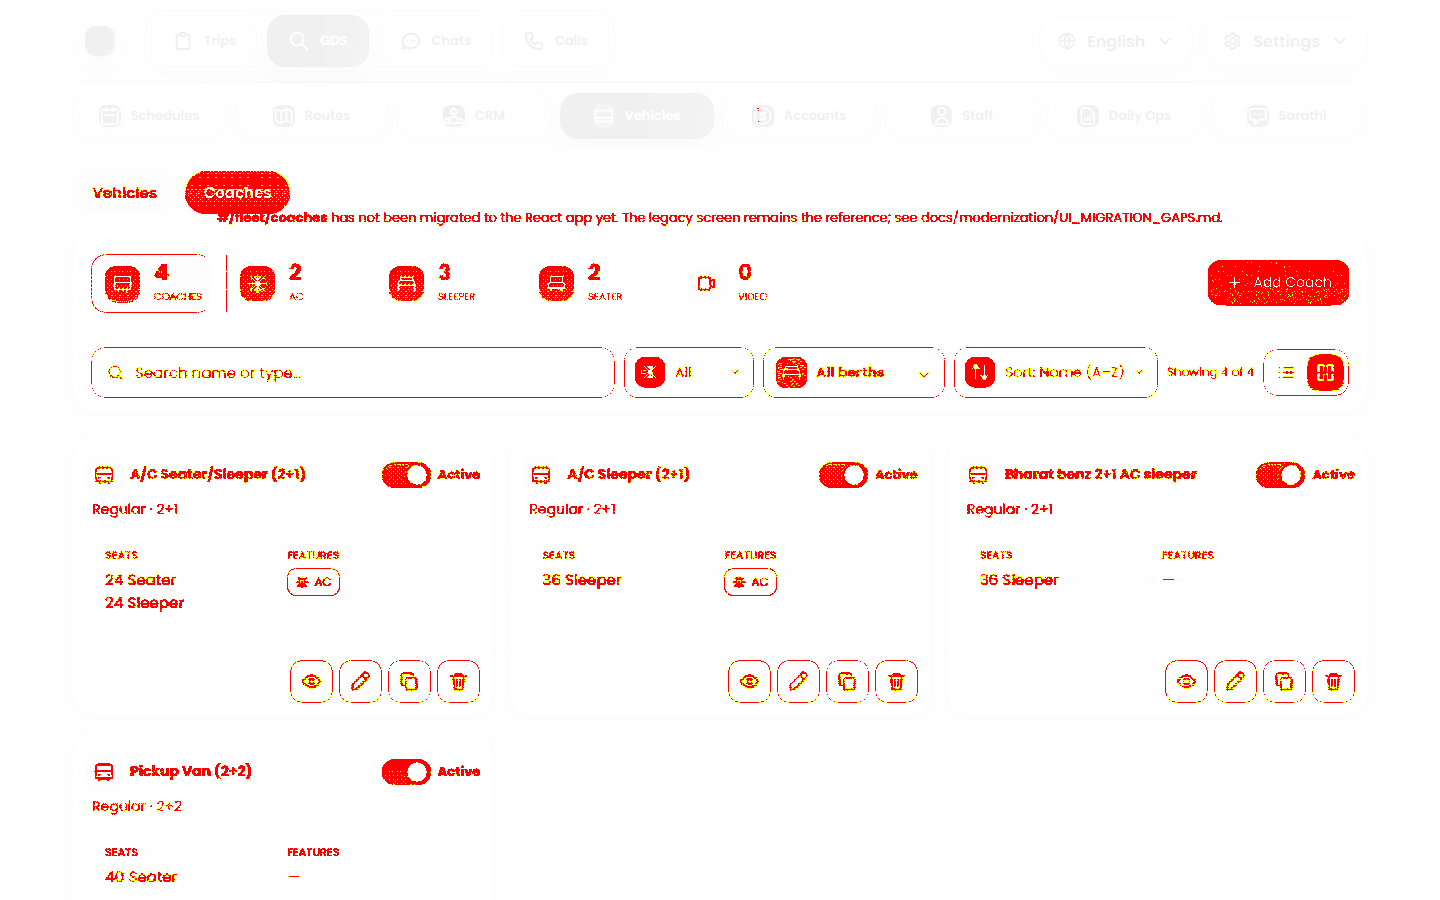 Trips GDS Chats Calls English Settings
Schedules Routes CRM Vehicles Accounts Staff Daily Ops Sarathi
Vehicles Coaches
#/fleet/coaches has not been migrated to the React app yet. The legacy screen remains the reference; see docs/modernization/UI_MIGRATION_GAPS.md.
4 2 3 2 0
COACHES AC SLEEPER SEATER VIDEO
+ Add Coach
Search name or type... All All berths Sort: Name (A–Z) Showing 4 of 4
A/C Seater/Sleeper (2+1) Active
Regular · 2+1
SEATS FEATURES
24 Seater AC
24 Sleeper
A/C Sleeper (2+1) Active
Regular · 2+1
SEATS FEATURES
36 Sleeper AC
Bharat benz 2+1 AC sleeper Active
Regular · 2+1
SEATS FEATURES
36 Sleeper —
Pickup Van (2+2) Active
Regular · 2+2
SEATS FEATURES
40 Seater —